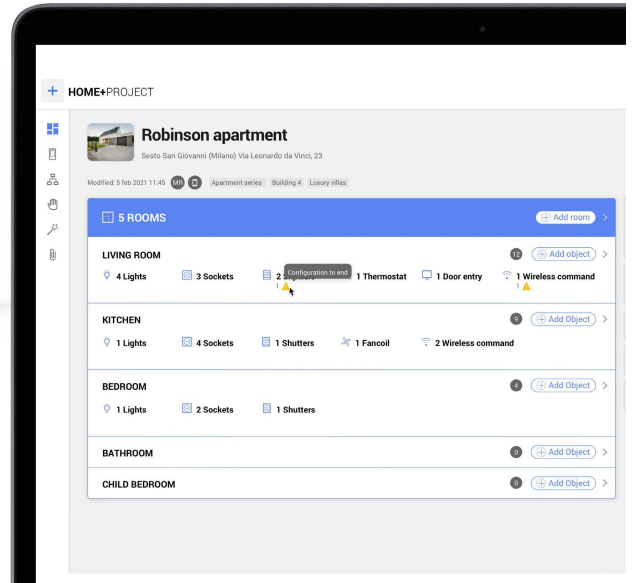 HOME+PROJECT
Robinson apartment
Sesto San Giovanni (Milano) Via Leonardo da Vinci, 23
Modified: 5 feb 2021 11:45 MR Apartment series Building 4 Luxury villas
5 ROOMS Add room
LIVING ROOM 12 Add object
4 Lights 3 Sockets 2 1 Thermostat 1 Door entry 1 Wireless command
Configuration to end
1 1
KITCHEN 9 Add Object
1 Lights 4 Sockets 1 Shutters 1 Fancoil 2 Wireless command
BEDROOM 4 Add Object
1 Lights 2 Sockets 1 Shutters
BATHROOM 0 Add Object
CHILD BEDROOM 0 Add Object